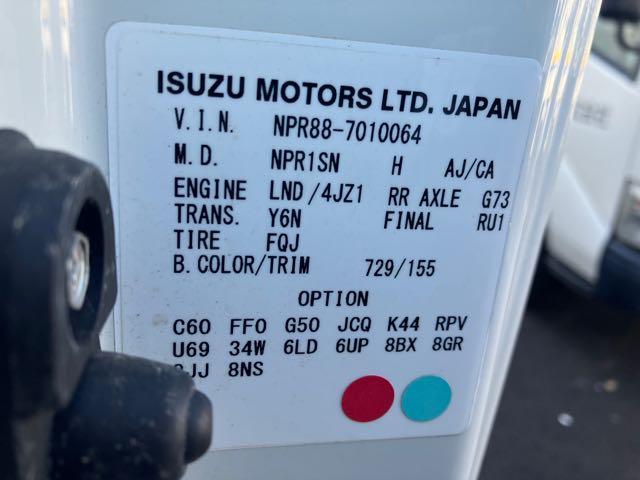 ISUZU MOTORS LTD. JAPAN
V.I.N. NPR88-7010064
M.D. NPR1SN H AJ/CA
ENGINE LND/4JZ1 RR AXLE G73
TRANS. Y6N FINAL RU1
TIRE FQJ
B.COLOR/TRIM 729/155
OPTION
C60 FF0 G50 JCQ K44 RPV
U69 34W 6LD 6UP 8BX 8GR
8NS